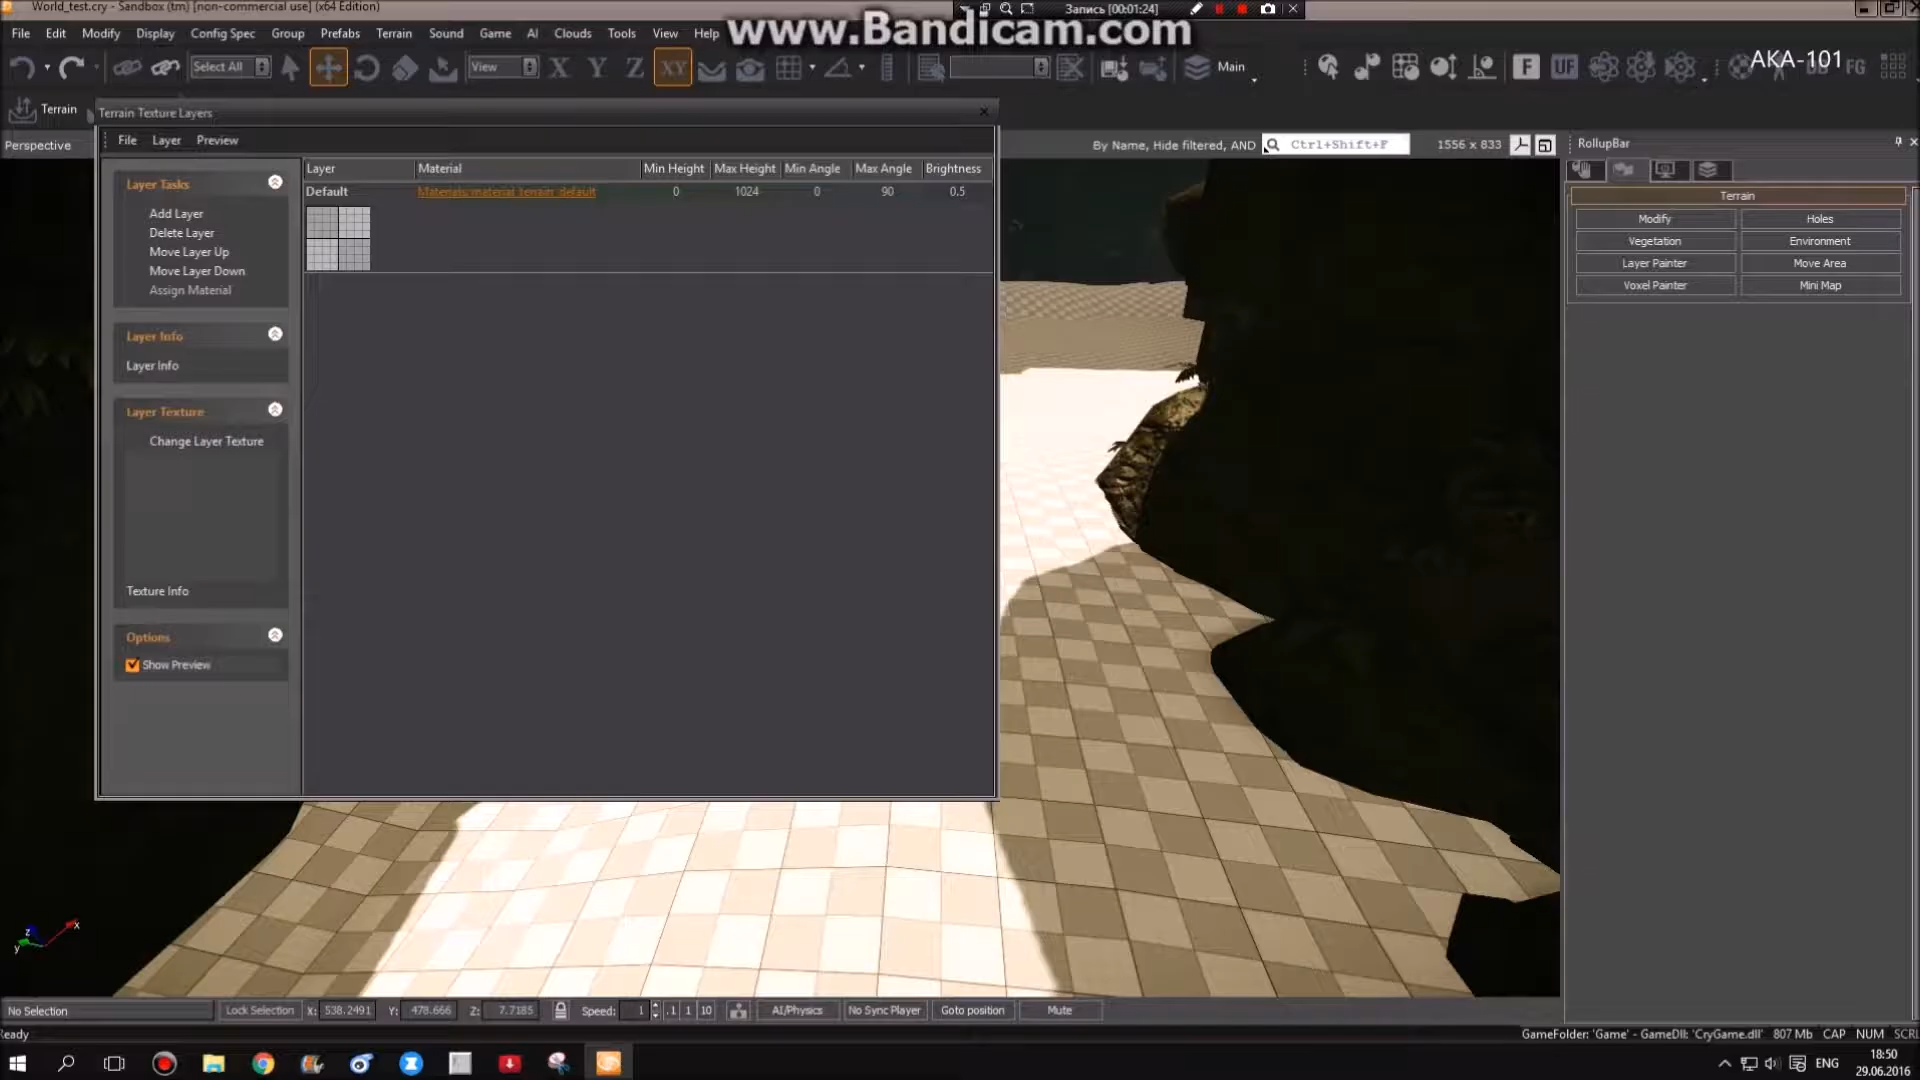 World_test.cry - Sandbox (tm) [non-commercial use] (x64 Edition)
Запись [00:01:24]
www.Bandicam.com
File Edit Modify Display Config Spec Group Prefabs Terrain Sound Game AI Clouds Tools View Help
Select All View X Y Z XY Main F UF FG
AKA-101
Terrain
Terrain Texture Layers
Perspective
File Layer Preview
By Name, Hide filtered, AND Ctrl+Shift+F 1556 x 833
RollupBar
Layer Material Min Height Max Height Min Angle Max Angle Brightness
Default Materials/material_terrain_default 0 1024 0 90 0.5
Layer Tasks
Add Layer
Delete Layer
Move Layer Up
Move Layer Down
Assign Material
Layer Info
Layer Info
Layer Texture
Change Layer Texture
Texture Info
Options
Show Preview
Terrain
Modify Holes
Vegetation Environment
Layer Painter Move Area
Voxel Painter Mini Map
z x
y
No Selection Lock Selection X: 538.2491 Y: 478.666 Z: 7.7185 Speed: 1 .1 1 10 AI/Physics No Sync Player Goto position Mute
Ready
GameFolder: 'Game' - GameDll: 'CryGame.dll' 807 Mb CAP NUM SCRL
ENG
18:50
29.06.2016